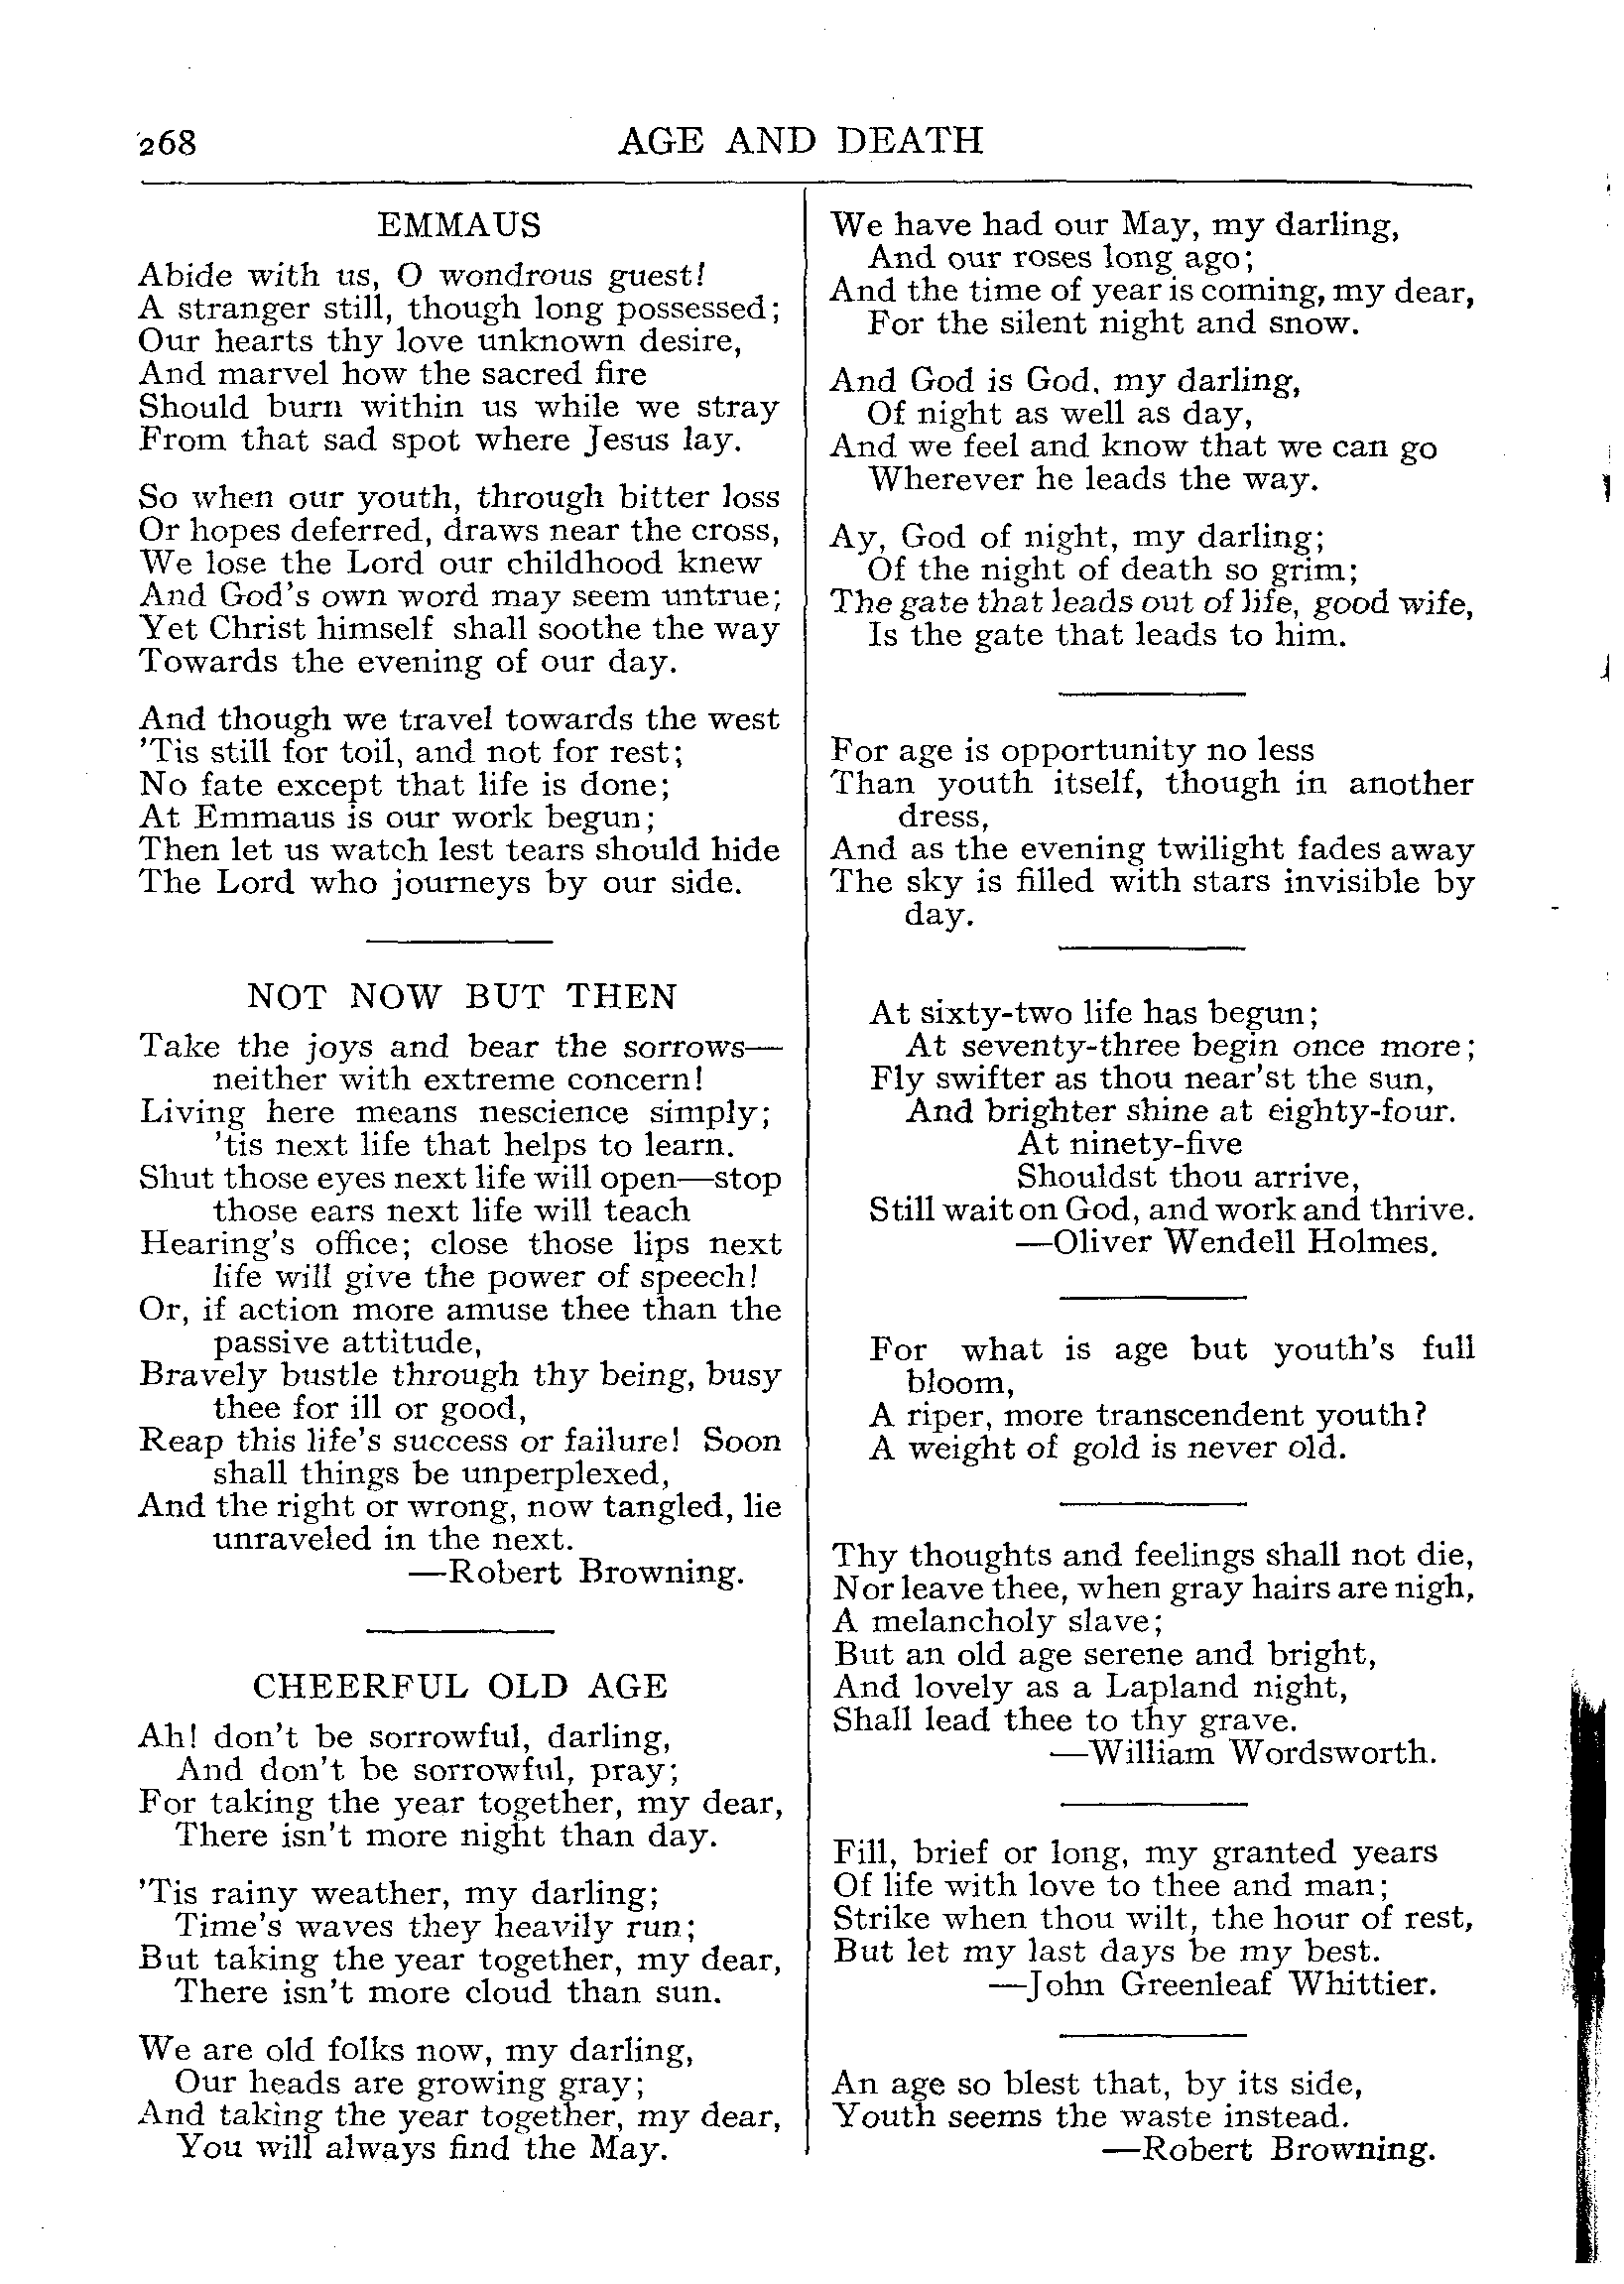 268
AGE AND DEATH
EMMAUS
Abide with us, O wondrous guest!
A stranger still, though long possessed;
Our hearts thy love unknown desire,
And marvel how the sacred fire
Should burn within us while we stray
From that sad spot where Jesus lay.
So when our youth, through bitter loss
Or hopes deferred, draws near the cross,
We lose the Lord our childhood knew
And God's own word may seem untrue;
Yet Christ himself shall soothe the way
Towards the evening of our day.
And though we travel towards the west
'Tis still for toil, and not for rest;
No fate except that life is done;
At Emmaus is our work begun;
Then let us watch lest tears should hide
The Lord who journeys by our side.
NOT NOW BUT THEN
Take the joys and bear the sorrows—
neither with extreme concern!
Living here means nescience simply;
'tis next life that helps to learn.
Shut those eyes next life will open—stop
those ears next life will teach
Hearing's office; close those lips next
life will give the power of speech!
Or, if action more amuse thee than the
passive attitude,
Bravely bustle through thy being, busy
thee for ill or good,
Reap this life's success or failure! Soon
shall things be unperplexed,
And the right or wrong, now tangled, lie
unraveled in the next.
—Robert Browning.
CHEERFUL OLD AGE
Ah! don't be sorrowful, darling,
And don't be sorrowful, pray;
For taking the year together, my dear,
There isn't more night than day.
'Tis rainy weather, my darling;
Time's waves they heavily run;
But taking the year together, my dear,
There isn't more cloud than sun.
We are old folks now, my darling,
Our heads are growing gray;
And taking the year together, my dear,
You will always find the May.
We have had our May, my darling,
And our roses long ago;
And the time of year is coming, my dear,
For the silent night and snow.
And God is God, my darling,
Of night as well as day,
And we feel and know that we can go
Wherever he leads the way.
Ay, God of night, my darling;
Of the night of death so grim;
The gate that leads out of life, good wife,
Is the gate that leads to him.
For age is opportunity no less
Than youth itself, though in another
dress,
And as the evening twilight fades away
The sky is filled with stars invisible by
day.
At sixty-two life has begun;
At seventy-three begin once more;
Fly swifter as thou near'st the sun,
And brighter shine at eighty-four.
At ninety-five
Shouldst thou arrive,
Still wait on God, and work and thrive.
—Oliver Wendell Holmes.
For what is age but youth's full
bloom,
A riper, more transcendent youth?
A weight of gold is never old.
Thy thoughts and feelings shall not die,
Nor leave thee, when gray hairs are nigh,
A melancholy slave;
But an old age serene and bright,
And lovely as a Lapland night,
Shall lead thee to thy grave.
—William Wordsworth.
Fill, brief or long, my granted years
Of life with love to thee and man;
Strike when thou wilt, the hour of rest,
But let my last days be my best.
—John Greenleaf Whittier.
An age so blest that, by its side,
Youth seems the waste instead.
—Robert Browning.